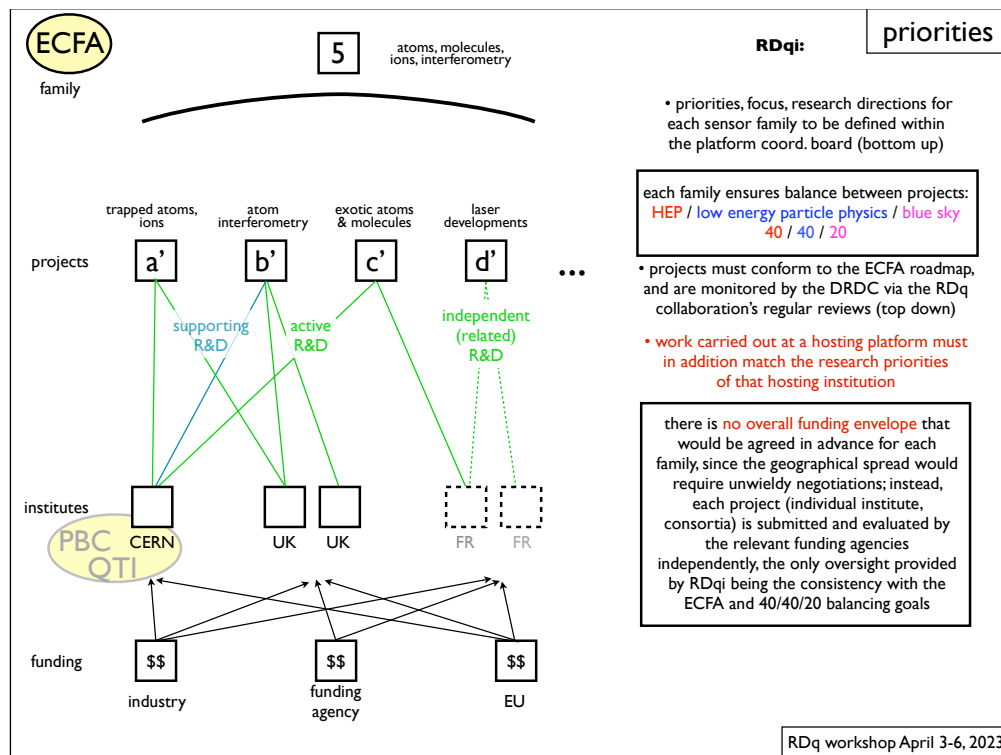 ECFA
family
5
atoms, molecules,
ions, interferometry
RDqi:
priorities
• priorities, focus, research directions for
each sensor family to be defined within
the platform coord. board (bottom up)
each family ensures balance between projects:
HEP / low energy particle physics / blue sky
40 / 40 / 20
trapped atoms,
ions
atom
interferometry
exotic atoms
& molecules
laser
developments
projects
a’
b’
c’
d’
...
• projects must conform to the ECFA roadmap,
and are monitored by the DRDC via the RDq
collaboration’s regular reviews (top down)
supporting
R&D
active
R&D
independent
(related)
R&D
• work carried out at a hosting platform must
in addition match the research priorities
of that hosting institution
there is no overall funding envelope that
would be agreed in advance for each
family, since the geographical spread would
require unwieldy negotiations; instead,
each project (individual institute,
consortia) is submitted and evaluated by
the relevant funding agencies
independently, the only oversight provided
by RDqi being the consistency with the
ECFA and 40/40/20 balancing goals
institutes
PBC
QTI
CERN
UK
UK
FR
FR
funding
$$
$$
$$
industry
funding
agency
EU
RDq workshop April 3-6, 2023